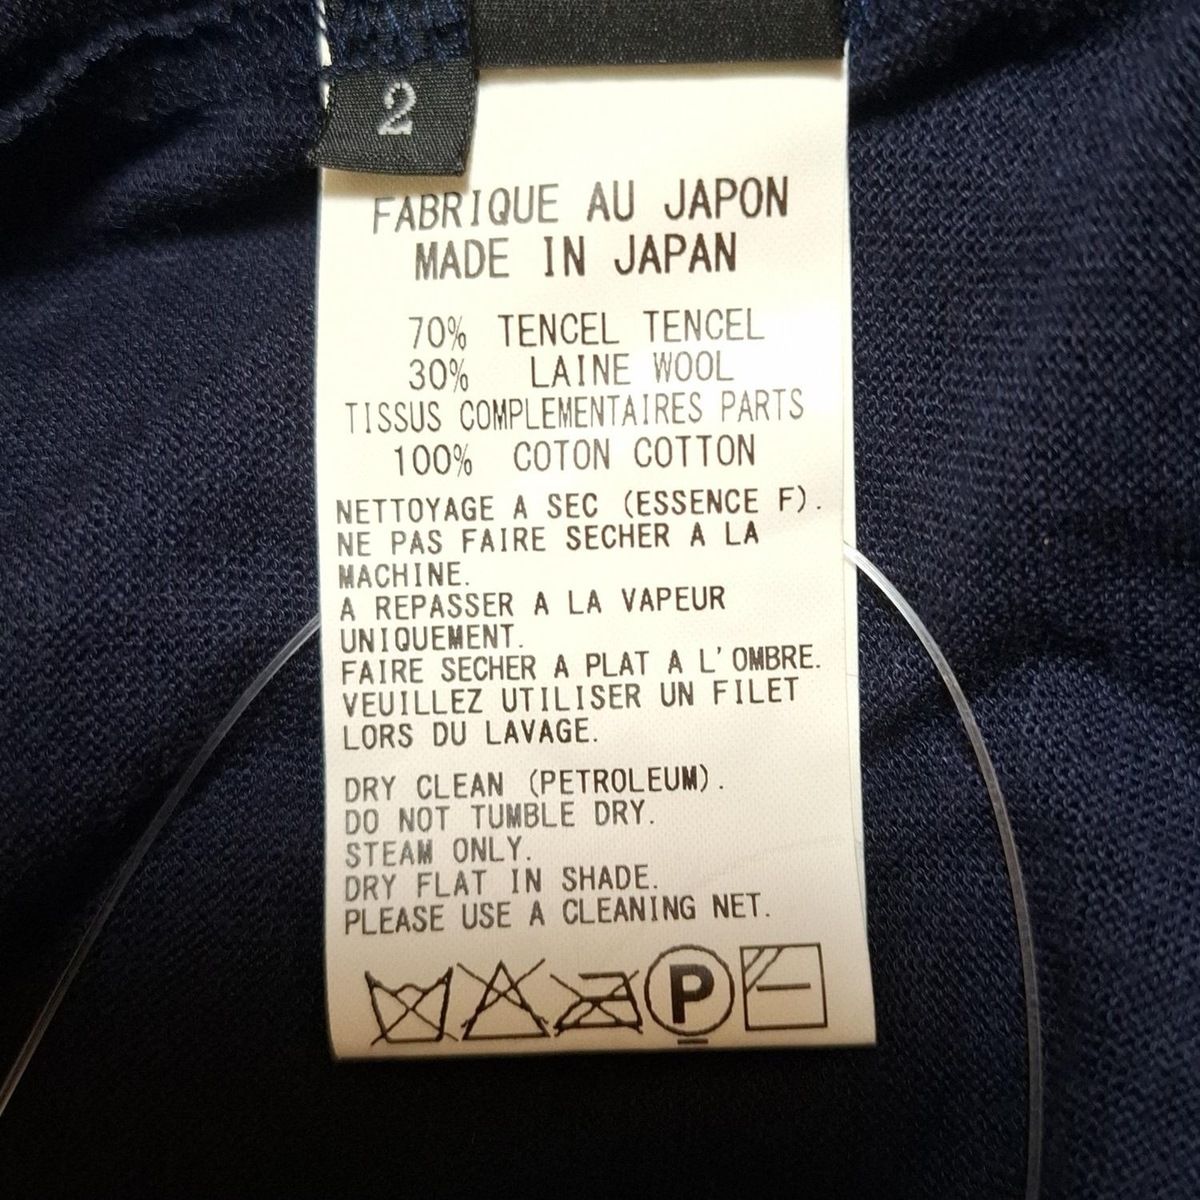 2
FABRIQUE AU JAPON
MADE IN JAPAN
70% TENCEL TENCEL
30% LAINE WOOL
TISSUS COMPLEMENTAIRES PARTS
100% COTON COTTON
NETTOYAGE A SEC (ESSENCE F).
NE PAS FAIRE SECHER A LA
MACHINE.
A REPASSER A LA VAPEUR
UNIQUEMENT.
FAIRE SECHER A PLAT A L'OMBRE.
VEUILLEZ UTILISER UN FILET
LORS DU LAVAGE.
DRY CLEAN (PETROLEUM).
DO NOT TUMBLE DRY.
STEAM ONLY.
DRY FLAT IN SHADE.
PLEASE USE A CLEANING NET.
P